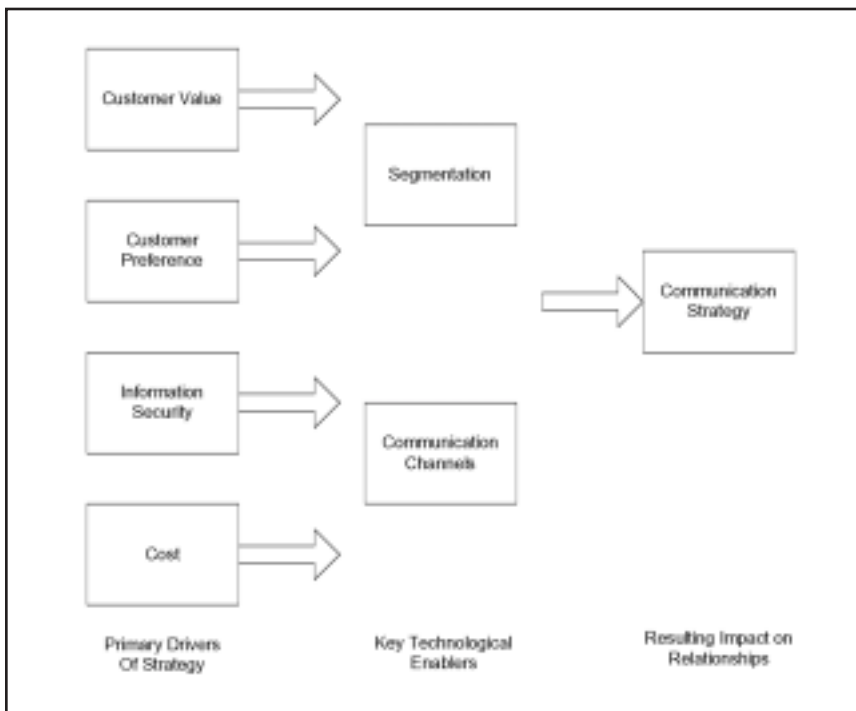 Customer Value
Customer
Preference
Information
Security
Cost
Primary Drivers
Of Strategy
Segmentation
Communication
Channels
Key Technological
Enablers
Communication
Strategy
Resulting Impact on
Relationships